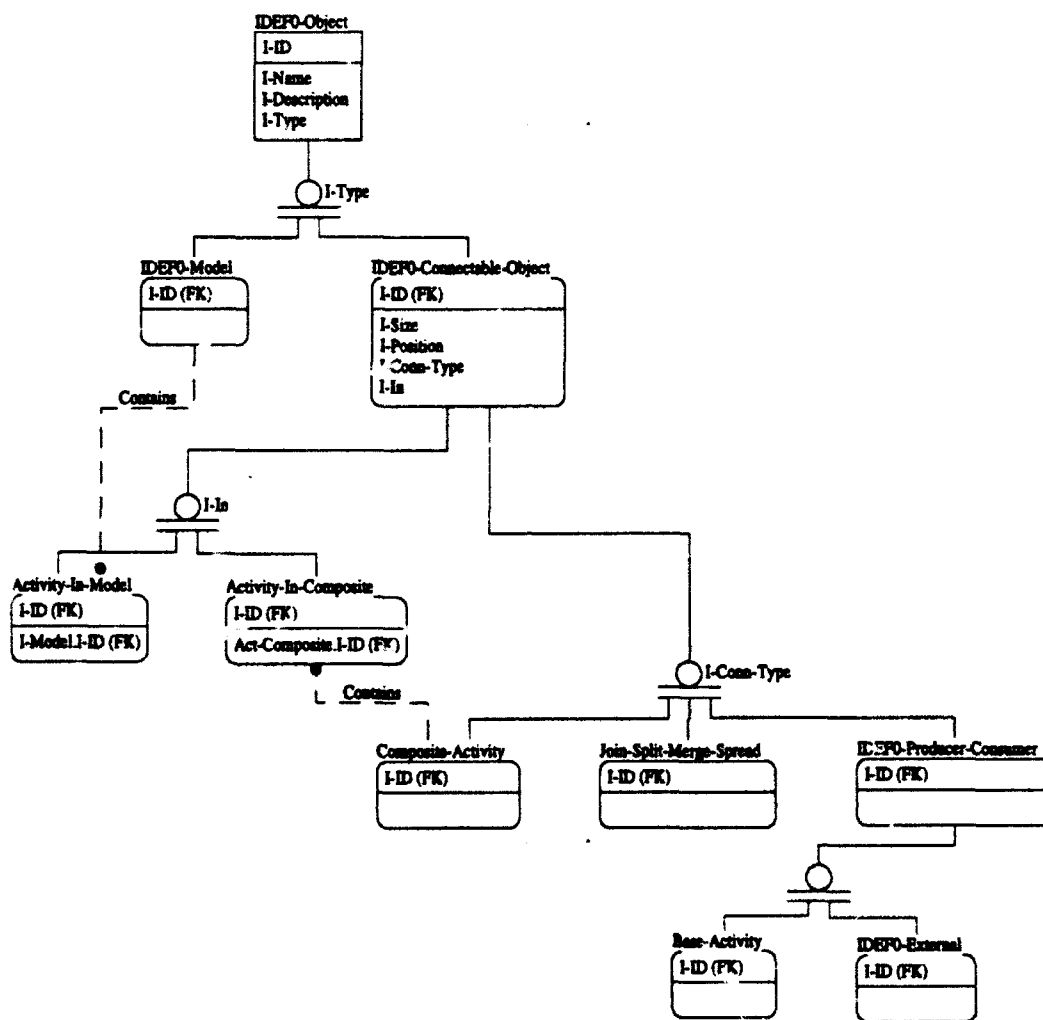 IDEF0-Object
I-ID
I-Name
I-Description
I-Type
I-Type
IDEF0-Model
I-ID (FK)
IDEF0-Connectable-Object
I-ID (FK)
I-Size
I-Position
Conn-Type
I-In
Contains
I-In
Activity-In-Model
I-ID (FK)
I-Model.I-ID (FK)
Activity-In-Composite
I-ID (FK)
Act-Composite.I-ID (FK)
Contains
I-Conn-Type
Composite-Activity
I-ID (FK)
Join-Split-Merge-Spread
I-ID (FK)
IDEF0-Producer-Consumer
I-ID (FK)
Base-Activity
I-ID (FK)
IDEF0-External
I-ID (FK)